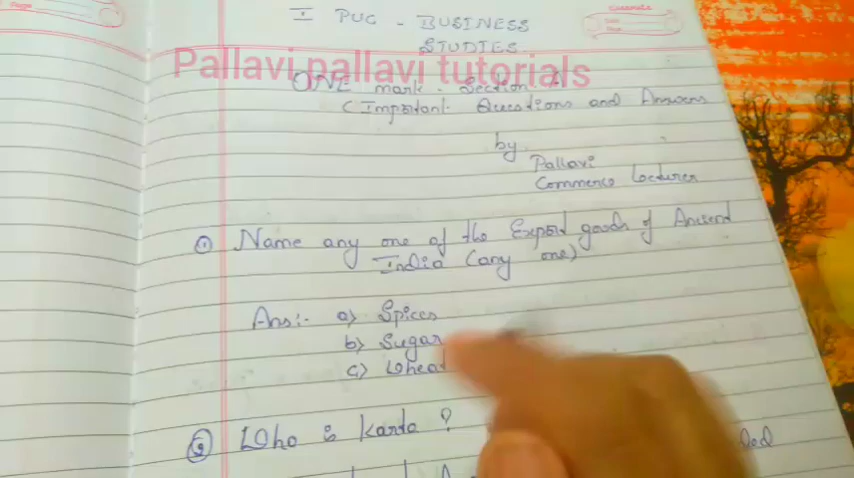 I PUC - BUSINESS
STUDIES
Pallavi pallavi tutorials
ONE mark - Section A
(Important Questions and Answers
by
Pallavi
Commerce Lecturer
① Name any one of the Export goods of Ancient
India (any one)
Ans:- a) Spices
b) Sugar
c) Wheat
② Who is Karta ?